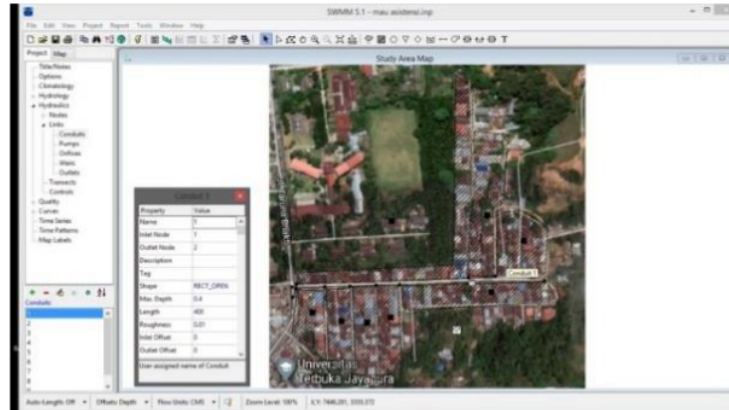 SWMM 5.1 - mau asistensi.inp
File Edit View Project Report Tools Window Help
Project Map
Title/Notes
Options
Climatology
Hydrology
Hydraulics
Nodes
Links
Conduits
Pumps
Orifices
Weirs
Outlets
Transects
Controls
Quality
Curves
Time Series
Time Patterns
Map Labels
Conduits
1
2
3
4
5
6
7
8
Study Area Map
Conduit 1
Property Value
Name 1
Inlet Node 1
Outlet Node 2
Description
Tag
Shape RECT_OPEN
Max. Depth 0.4
Length 400
Roughness 0.01
Inlet Offset 0
Outlet Offset 0
User assigned name of Conduit
Conduit 1
Universitas
Terbuka Jayapura
Auto-Length: Off Offsets: Depth Flow Units: CMS Zoom Level: 100%